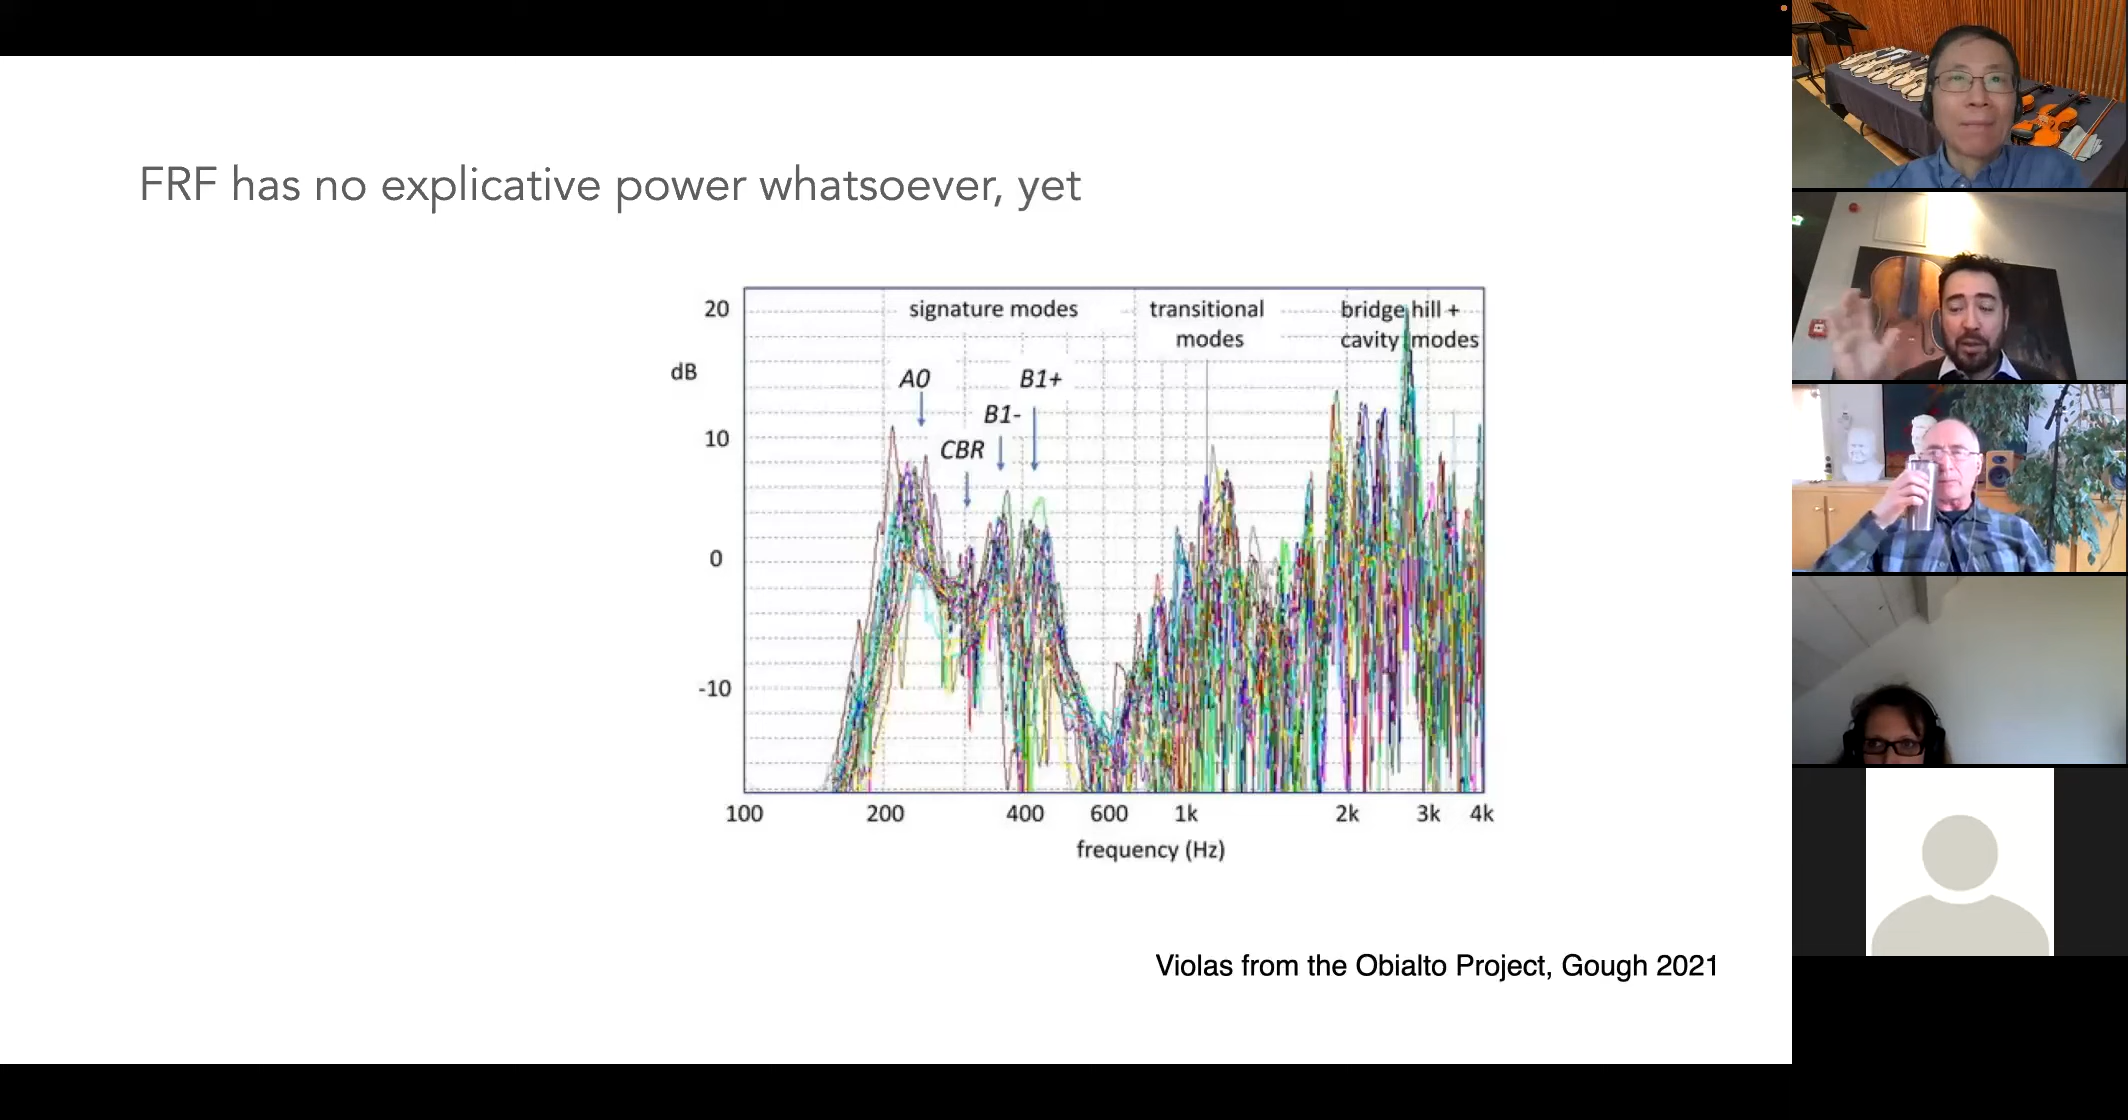 FRF has no explicative power whatsoever, yet
20
signature modes
transitional
modes
bridge hill +
cavity modes
dB
A0
B1+
B1-
10
CBR
0
-10
100
200
400
600
1k
2k
3k
4k
frequency (Hz)
Violas from the Obialto Project, Gough 2021